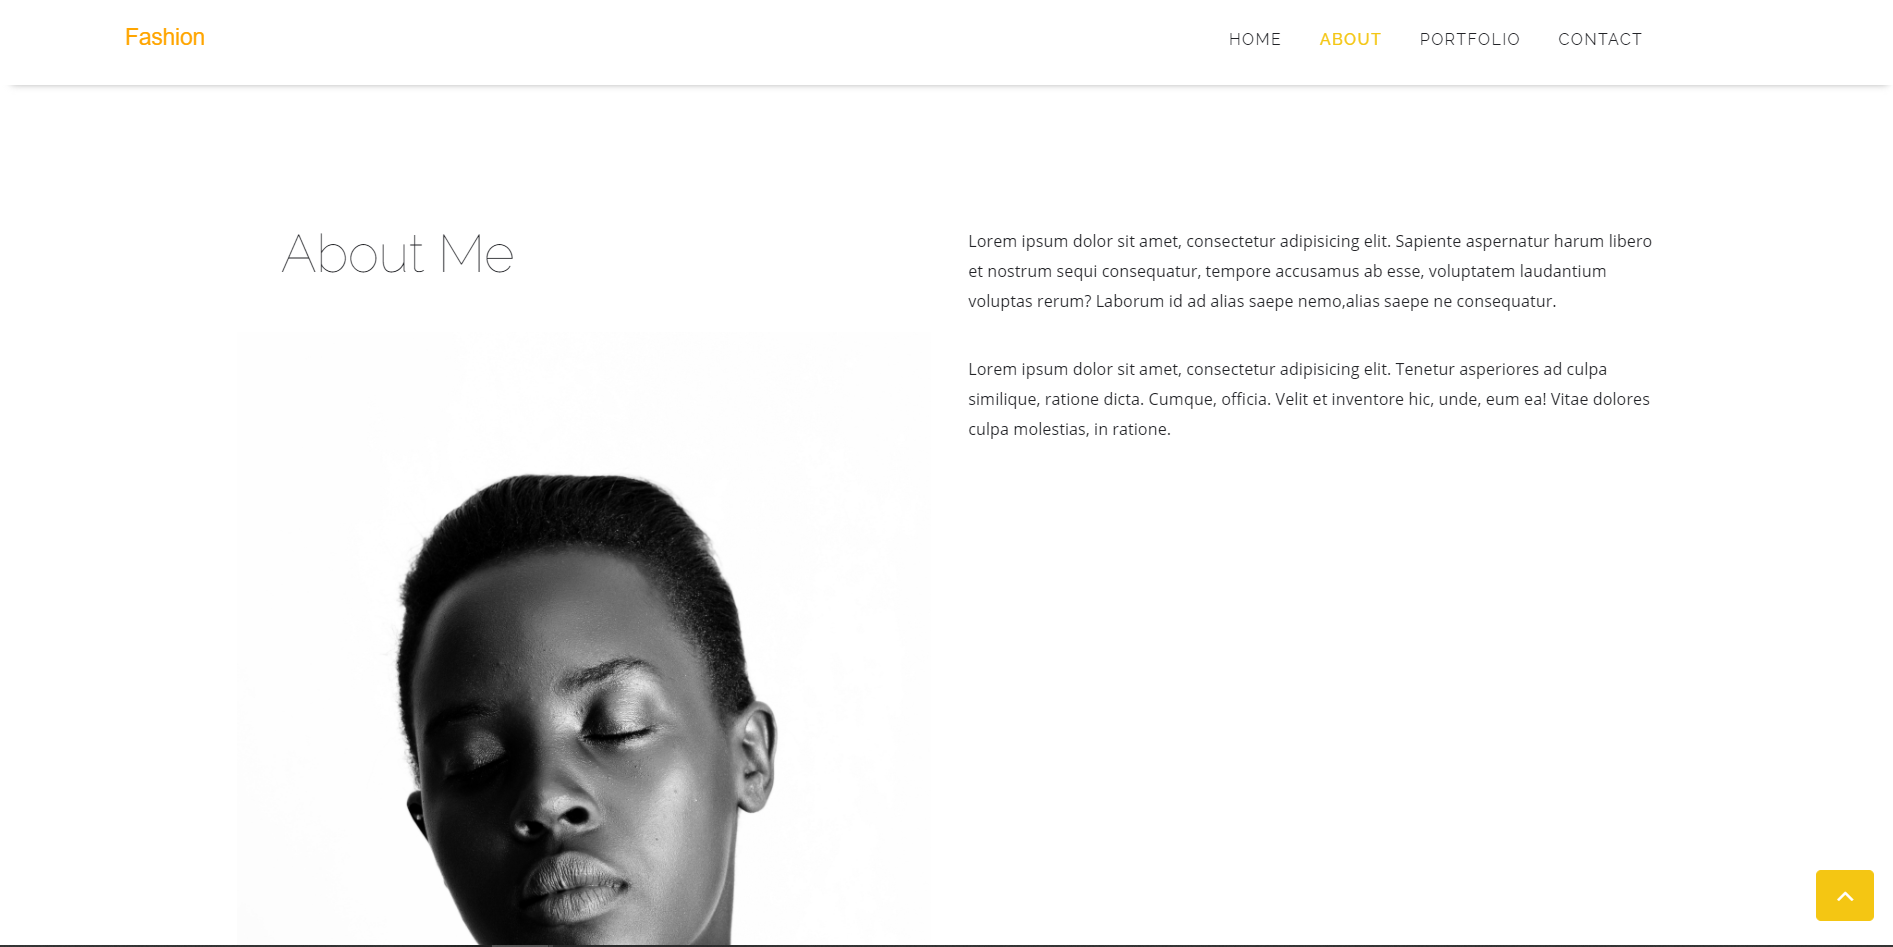 Fashion
HOME ABOUT PORTFOLIO CONTACT
About Me
Lorem ipsum dolor sit amet, consectetur adipisicing elit. Sapiente aspernatur harum libero
et nostrum sequi consequatur, tempore accusamus ab esse, voluptatem laudantium
voluptas rerum? Laborum id ad alias saepe nemo,alias saepe ne consequatur.
Lorem ipsum dolor sit amet, consectetur adipisicing elit. Tenetur asperiores ad culpa
similique, ratione dicta. Cumque, officia. Velit et inventore hic, unde, eum ea! Vitae dolores
culpa molestias, in ratione.